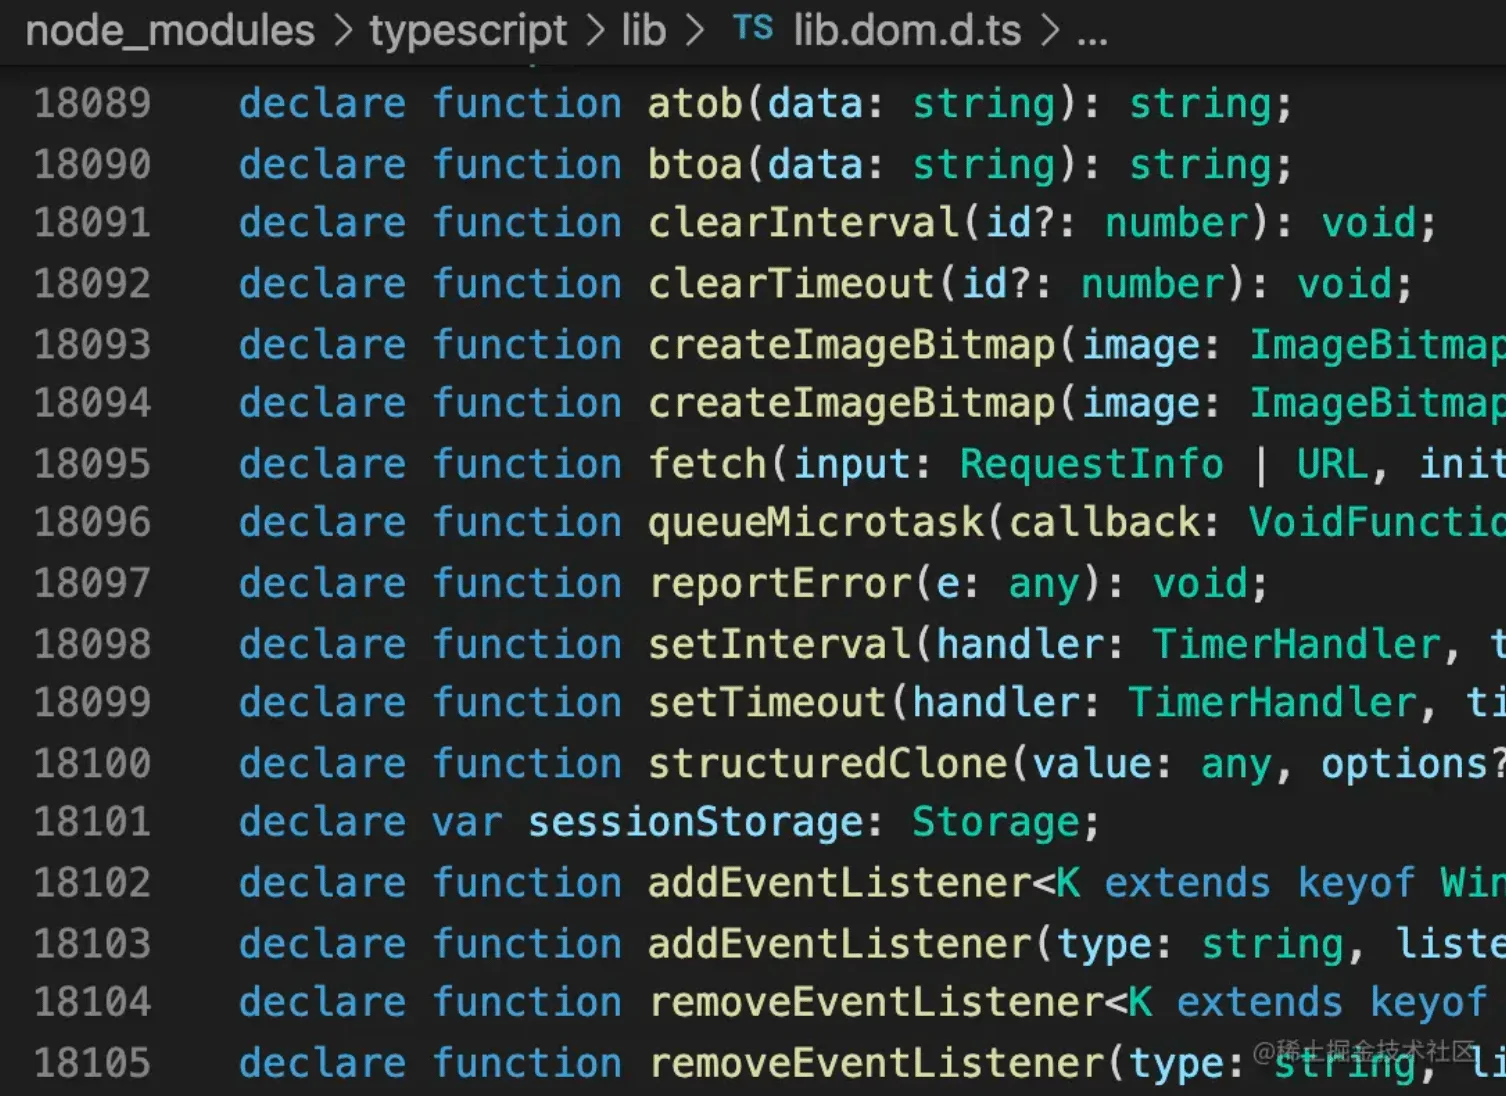 node_modules > typescript > lib > TS lib.dom.d.ts > ...
18089 declare function atob(data: string): string;
18090 declare function btoa(data: string): string;
18091 declare function clearInterval(id?: number): void;
18092 declare function clearTimeout(id?: number): void;
18093 declare function createImageBitmap(image: ImageBitmap
18094 declare function createImageBitmap(image: ImageBitmap
18095 declare function fetch(input: RequestInfo | URL, init
18096 declare function queueMicrotask(callback: VoidFunctio
18097 declare function reportError(e: any): void;
18098 declare function setInterval(handler: TimerHandler, t
18099 declare function setTimeout(handler: TimerHandler, ti
18100 declare function structuredClone(value: any, options?
18101 declare var sessionStorage: Storage;
18102 declare function addEventListener<K extends keyof Win
18103 declare function addEventListener(type: string, liste
18104 declare function removeEventListener<K extends keyof
18105 declare function removeEventListener(type: string, li
@稀土掘金技术社区